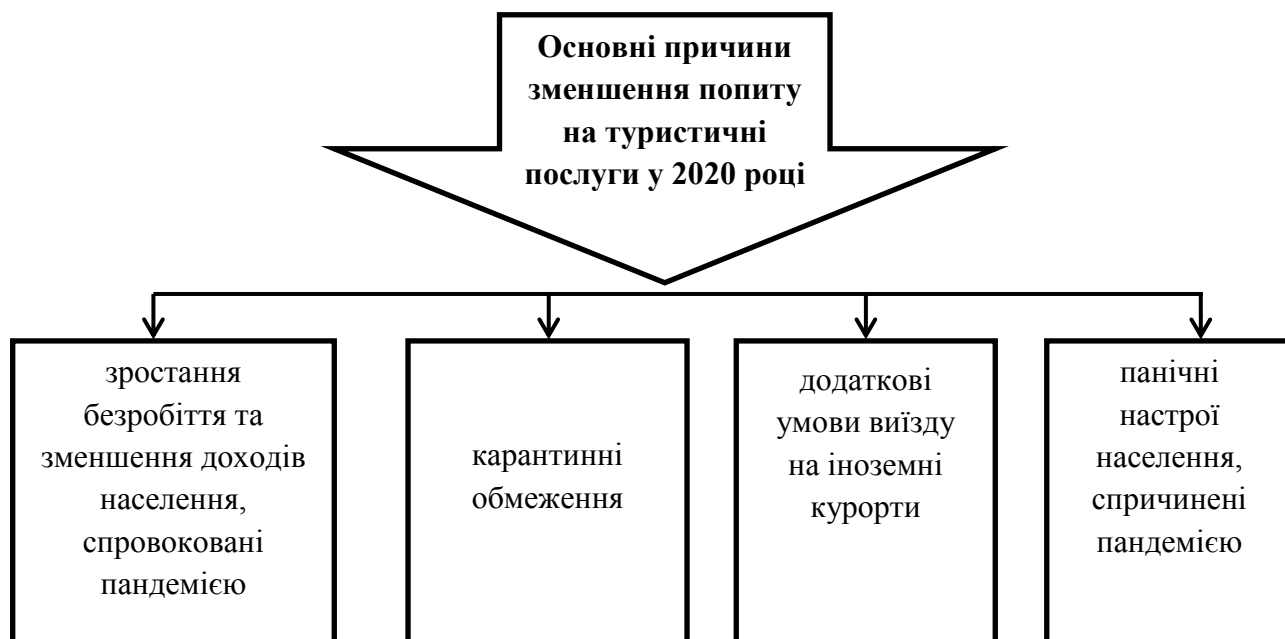 Основні причини
зменшення попиту
на туристичні
послуги у 2020 році
зростання
безробіття та
зменшення доходів
населення,
спровоковані
пандемією
карантинні
обмеження
додаткові
умови виїзду
на іноземні
курорти
панічні
настрої
населення,
спричинені
пандемією